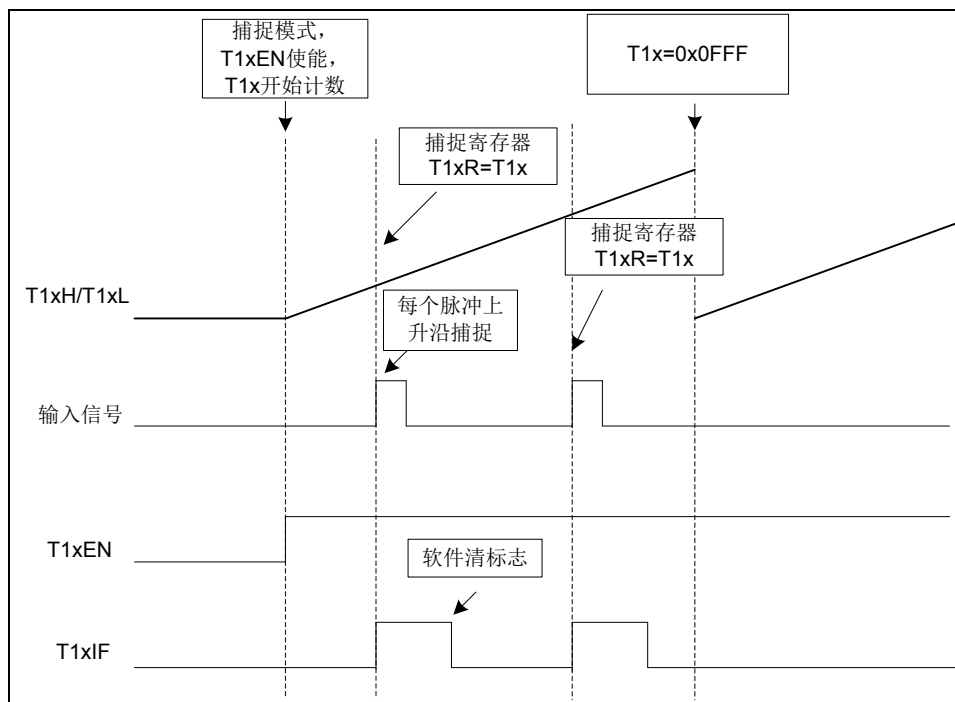 捕捉模式，
T1xEN使能，
T1x开始计数
T1x=0x0FFF
捕捉寄存器
T1xR=T1x
捕捉寄存器
T1xR=T1x
T1xH/T1xL
每个脉冲上
升沿捕捉
输入信号
T1xEN
软件清标志
T1xIF